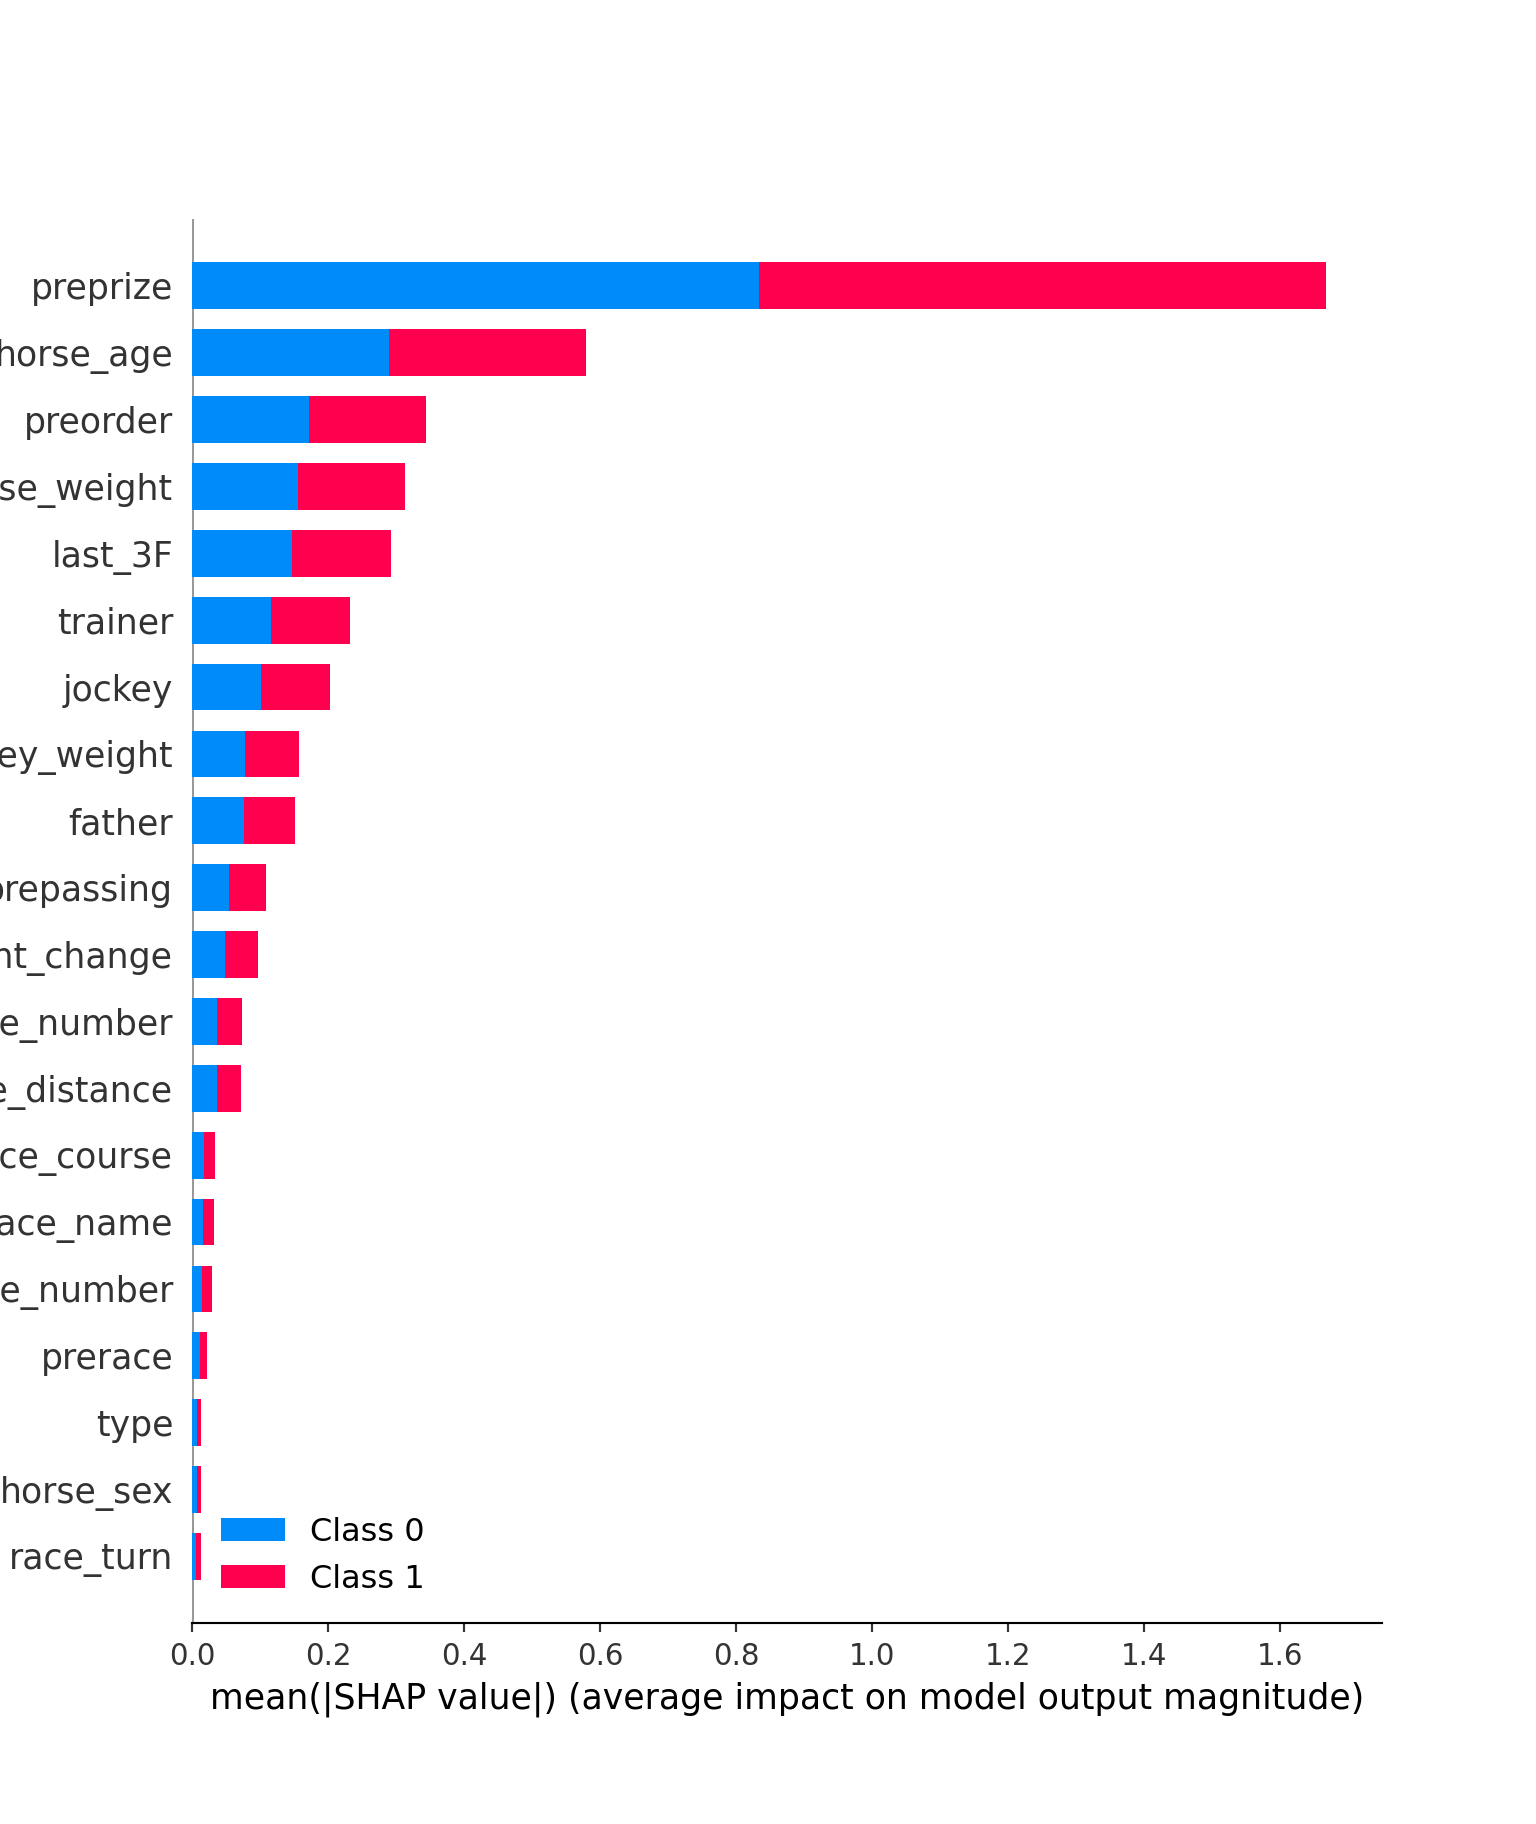 preprize
horse_age
preorder
se_weight
last_3F
trainer
jockey
ey_weight
father
prepassing
ht_change
e_number
e_distance
ce_course
ace_name
e_number
prerace
type
horse_sex
race_turn
Class 0
Class 1
0.0 0.2 0.4 0.6 0.8 1.0 1.2 1.4 1.6
mean(|SHAP value|) (average impact on model output magnitude)